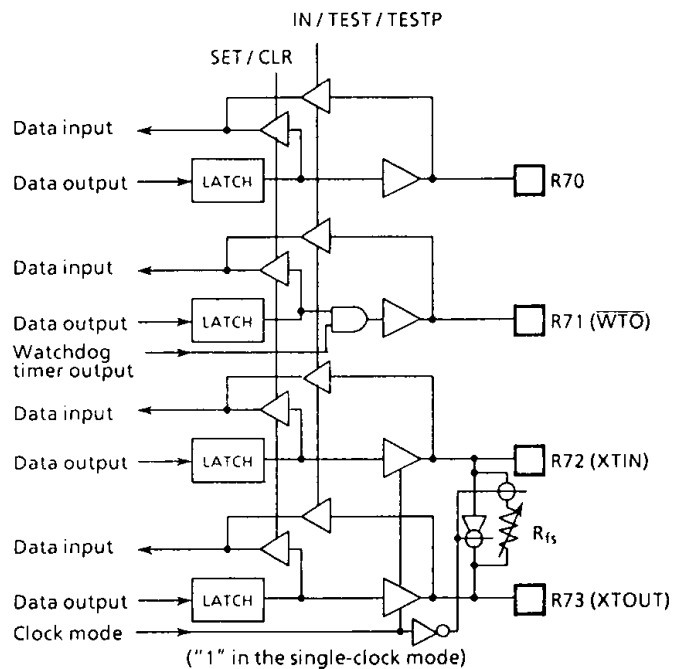 IN / TEST / TESTP
SET / CLR
Data input
Data output
LATCH
R70
Data input
Data output
LATCH
R71 (W̅T̅O̅)
Watchdog
timer output
Data input
Data output
LATCH
R72 (XTIN)
Rfs
Data input
Data output
LATCH
R73 (XTOUT)
Clock mode
("1" in the single-clock mode)